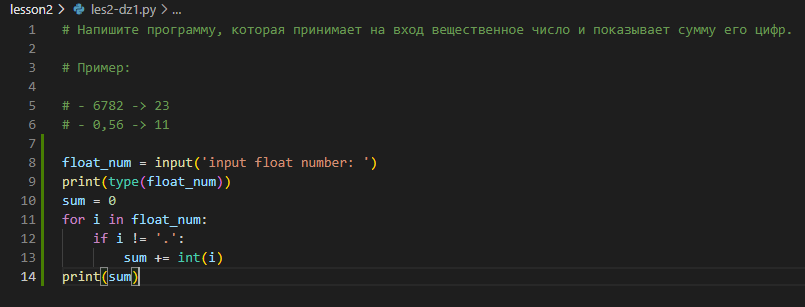 lesson2 > les2-dz1.py > ...
1 # Напишите программу, которая принимает на вход вещественное число и показывает сумму его цифр.
2
3 # Пример:
4
5 # - 6782 -> 23
6 # - 0,56 -> 11
7
8 float_num = input('input float number: ')
9 print(type(float_num))
10 sum = 0
11 for i in float_num:
12     if i != '.':
13         sum += int(i)
14 print(sum)